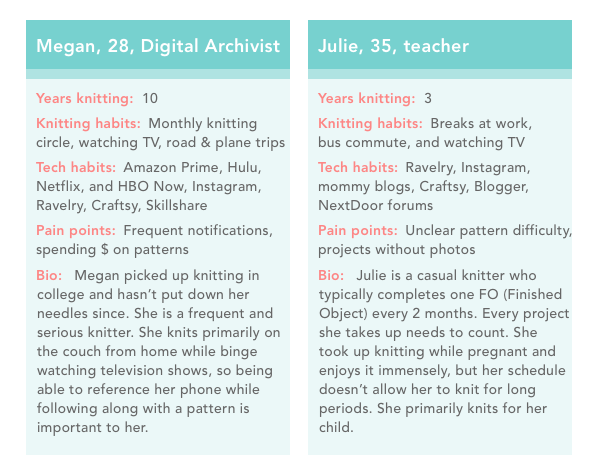 Megan, 28, Digital Archivist
Years knitting: 10
Knitting habits: Monthly knitting
circle, watching TV, road & plane trips
Tech habits: Amazon Prime, Hulu,
Netflix, and HBO Now, Instagram,
Ravelry, Craftsy, Skillshare
Pain points: Frequent notifications,
spending $ on patterns
Bio: Megan picked up knitting in
college and hasn't put down her
needles since. She is a frequent and
serious knitter. She knits primarily on
the couch from home while binge
watching television shows, so being
able to reference her phone while
following along with a pattern is
important to her.
Julie, 35, teacher
Years knitting: 3
Knitting habits: Breaks at work,
bus commute, and watching TV
Tech habits: Ravelry, Instagram,
mommy blogs, Craftsy, Blogger,
NextDoor forums
Pain points: Unclear pattern difficulty,
projects without photos
Bio: Julie is a casual knitter who
typically completes one FO (Finished
Object) every 2 months. Every project
she takes up needs to count. She
took up knitting while pregnant and
enjoys it immensely, but her schedule
doesn't allow her to knit for long
periods. She primarily knits for her
child.